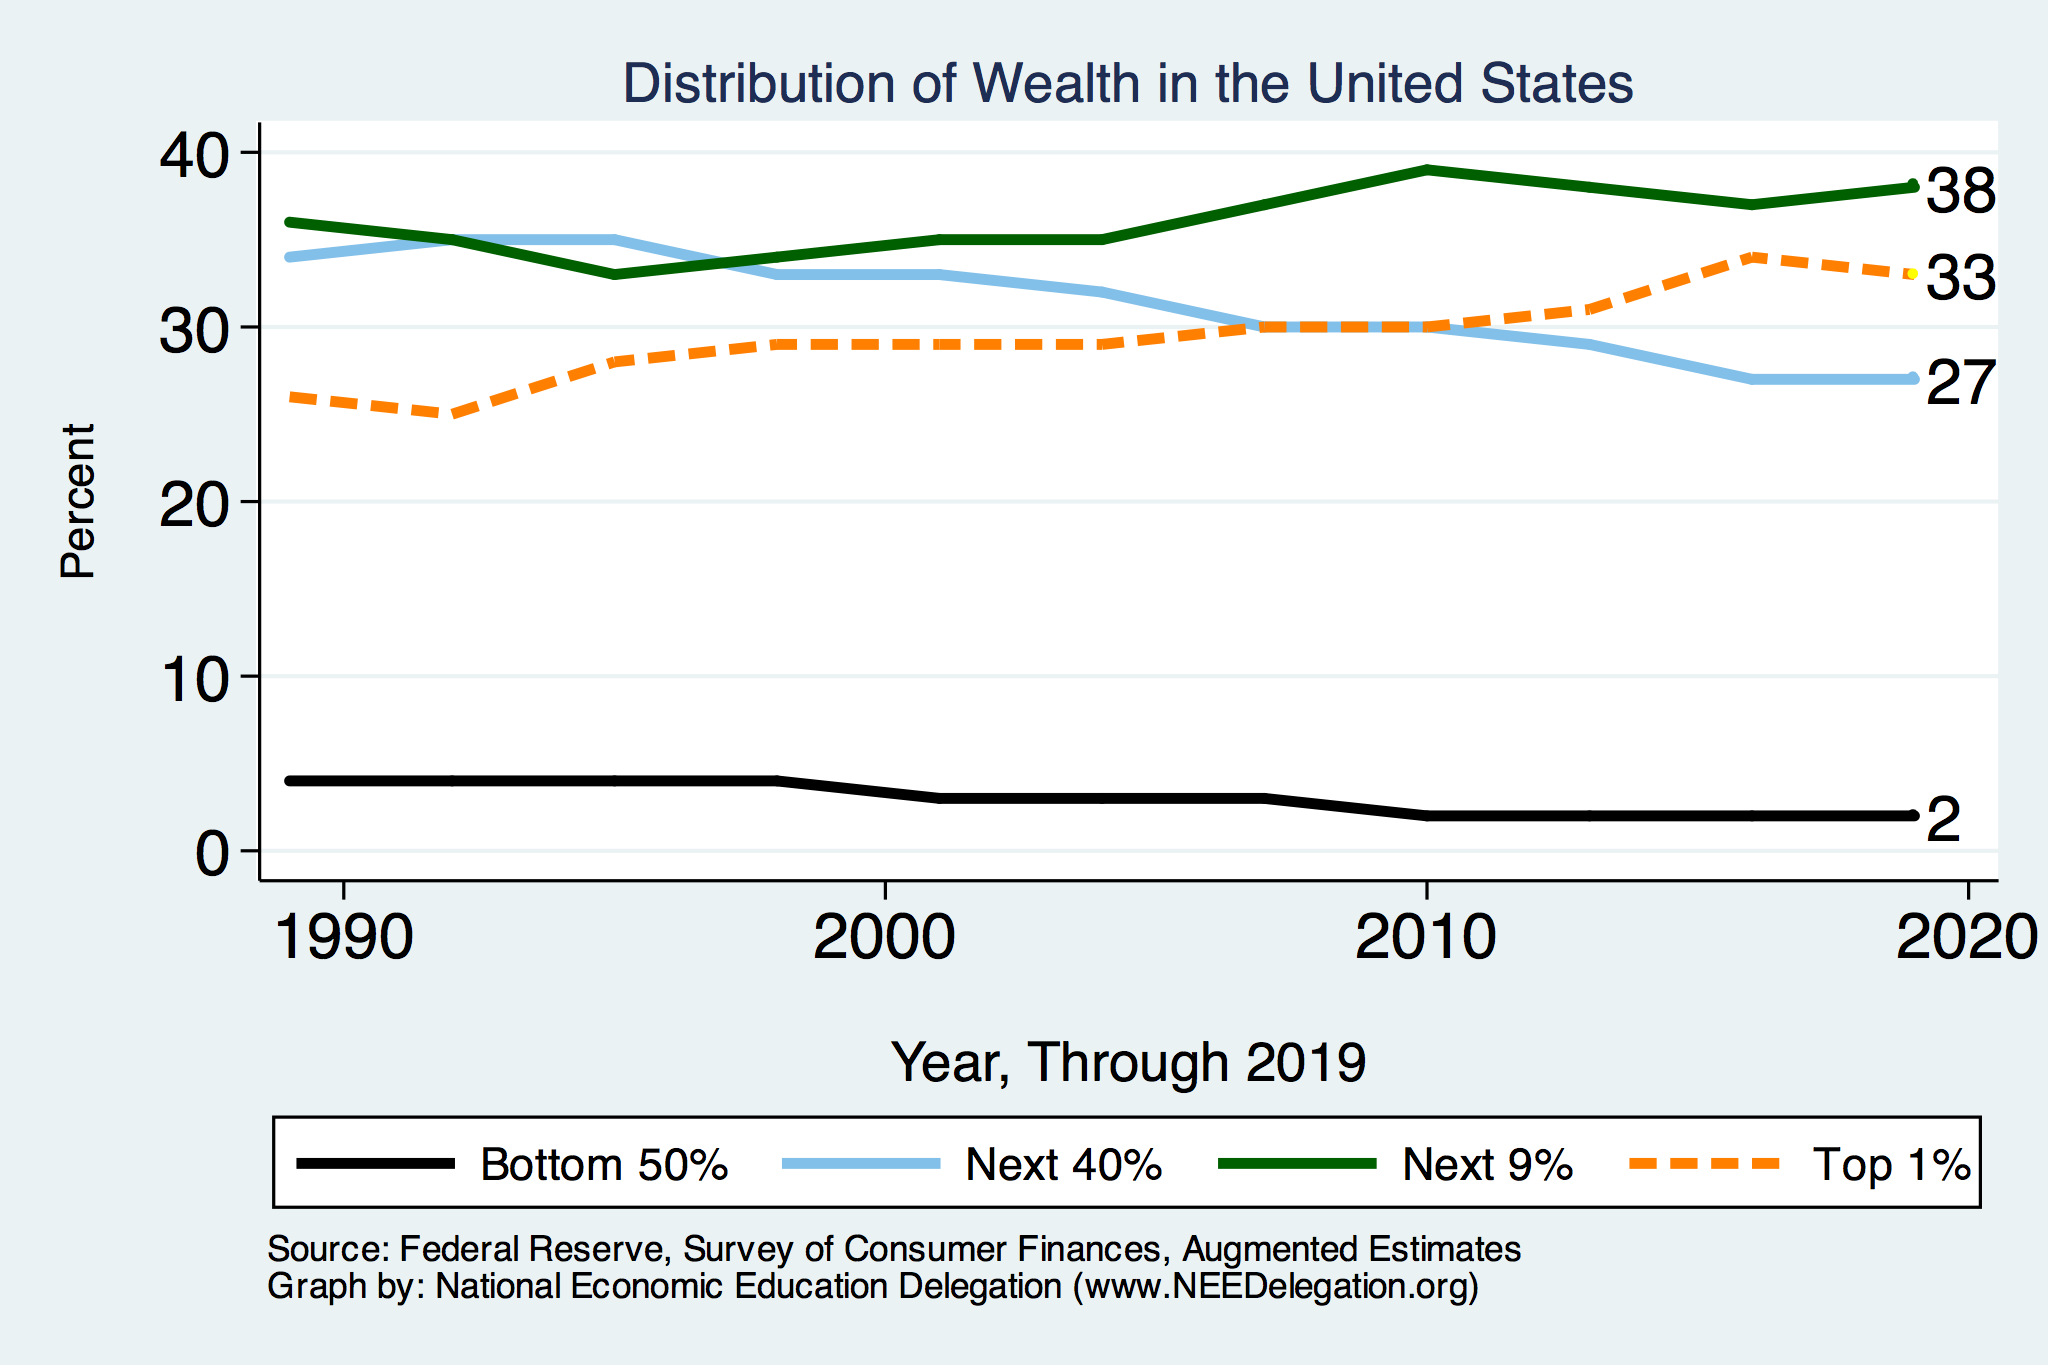 Distribution of Wealth in the United States
40
30
20
10
0
Percent
38
33
27
2
1990 2000 2010 2020
Year, Through 2019
Bottom 50% Next 40% Next 9% Top 1%
Source: Federal Reserve, Survey of Consumer Finances, Augmented Estimates
Graph by: National Economic Education Delegation (www.NEEDelegation.org)